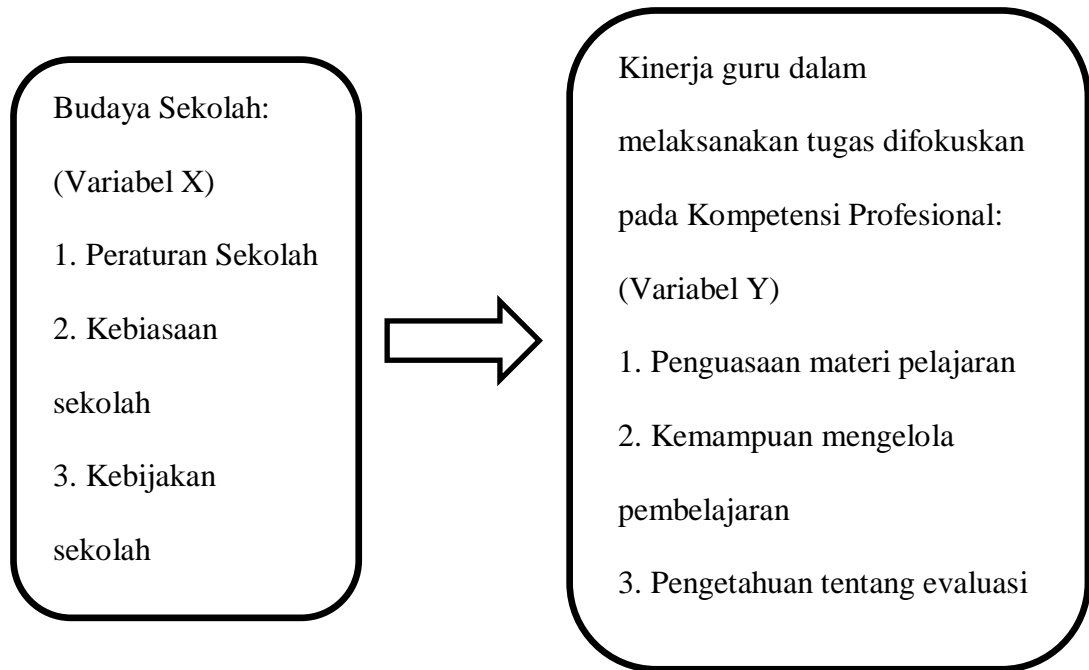 Budaya Sekolah:
(Variabel X)
1. Peraturan Sekolah
2. Kebiasaan
sekolah
3. Kebijakan
sekolah
Kinerja guru dalam
melaksanakan tugas difokuskan
pada Kompetensi Profesional:
(Variabel Y)
1. Penguasaan materi pelajaran
2. Kemampuan mengelola
pembelajaran
3. Pengetahuan tentang evaluasi